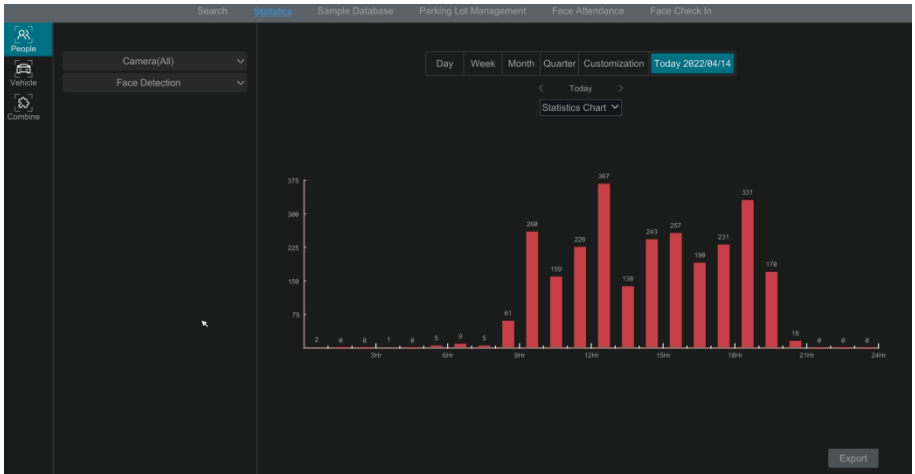 Search Statistics Sample Database Parking Lot Management Face Attendance Face Check In
People
Vehicle
Combine
Camera(All)
Face Detection
Day Week Month Quarter Customization Today 2022/04/14
< Today >
Statistics Chart
375
300
225
150
75
2 0 0 1 0 5 9 5 61 260 159 228 367 138 243 257 190 231 331 170 16 0 0 0
3Hr 6Hr 9Hr 12Hr 15Hr 18Hr 21Hr 24Hr
Export